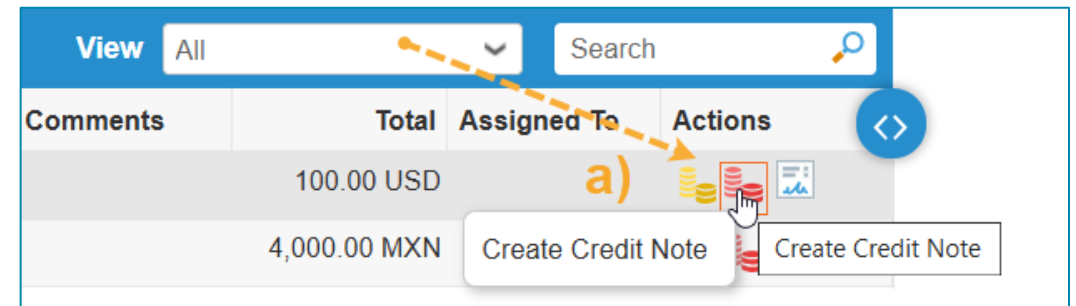 View All Search
Comments Total Assigned To Actions
100.00 USD a)
4,000.00 MXN Create Credit Note Create Credit Note